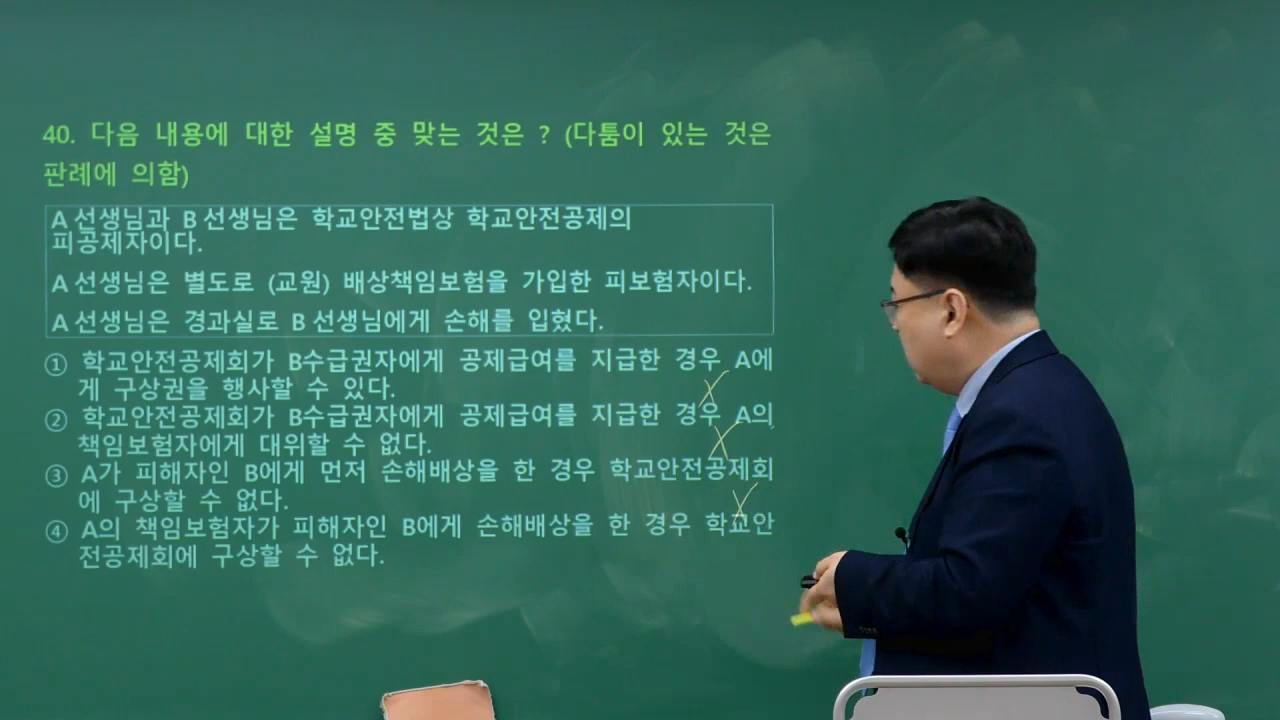 40. 다음 내용에 대한 설명 중 맞는 것은 ? (다툼이 있는 것은
판례에 의함)
A 선생님과 B 선생님은 학교안전법상 학교안전공제의
피공제자이다.
A 선생님은 별도로 (교원) 배상책임보험을 가입한 피보험자이다.
A 선생님은 경과실로 B 선생님에게 손해를 입혔다.
① 학교안전공제회가 B수급권자에게 공제급여를 지급한 경우 A에
게 구상권을 행사할 수 있다.
② 학교안전공제회가 B수급권자에게 공제급여를 지급한 경우 A의
책임보험자에게 대위할 수 없다.
③ A가 피해자인 B에게 먼저 손해배상을 한 경우 학교안전공제회
에 구상할 수 없다.
④ A의 책임보험자가 피해자인 B에게 손해배상을 한 경우 학교안
전공제회에 구상할 수 없다.